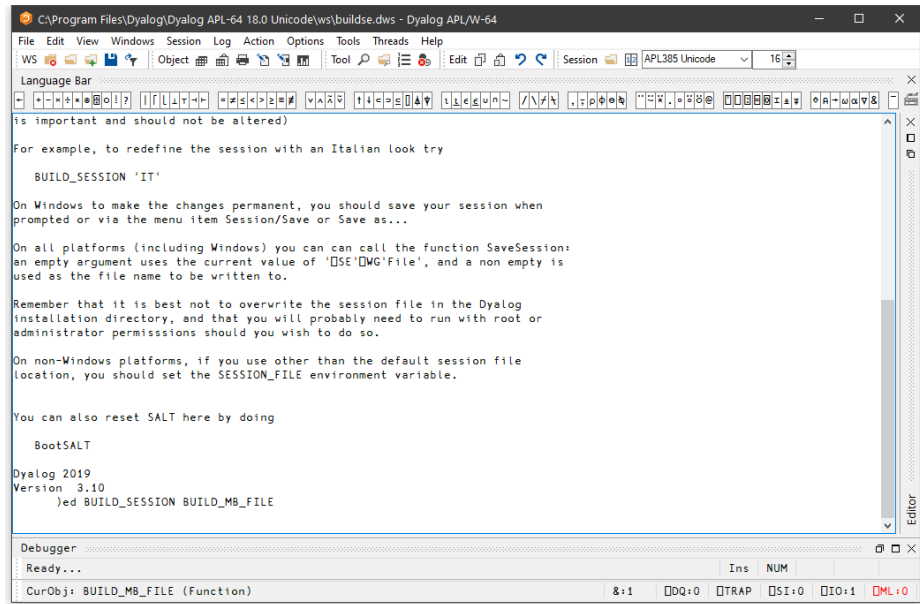 C:\Program Files\Dyalog\Dyalog APL-64 18.0 Unicode\ws\buildse.dws - Dyalog APL/W-64
File Edit View Windows Session Log Action Options Tools Threads Help
WS Object Tool Edit Session APL385 Unicode 16
Language Bar
← + - × ÷ * ⍟ ⌹ ○ ! ? | ⌈ ⌊ ⊥ ⊤ ⊣ ⊢ = ≠ ≤ < > ≥ ≡ ≢ ∨ ∧ ⍲ ⍱ ↑ ↓ ⊂ ⊃ ⊆ ⌷ ⍋ ⍒ ⍳ ⍸ ∊ ⍷ ∪ ∩ ~ / \ ⌿ ⍀ , ⍪ ⍴ ⌽ ⊖ ⍉ ¨ ⍨ ⍣ . ∘ ⍤ ⍥ @ ⍞ ⎕ ⍠ ⌸ ⌺ ⌶ ⍎ ⍕ ⋄ ⍝ → ⍵ ⍺ ∇ & ¯
is important and should not be altered)
For example, to redefine the session with an Italian look try
BUILD_SESSION 'IT'
On Windows to make the changes permanent, you should save your session when
prompted or via the menu item Session/Save or Save as...
On all platforms (including Windows) you can can call the function SaveSession:
an empty argument uses the current value of '⎕SE'⎕WG'File', and a non empty is
used as the file name to be written to.
Remember that it is best not to overwrite the session file in the Dyalog
installation directory, and that you will probably need to run with root or
administrator permisssions should you wish to do so.
On non-Windows platforms, if you use other than the default session file
location, you should set the SESSION_FILE environment variable.
You can also reset SALT here by doing
BootSALT
Dyalog 2019
Version 3.10
)ed BUILD_SESSION BUILD_MB_FILE
Editor
Debugger
Ready... Ins NUM
CurObj: BUILD_MB_FILE (Function) &:1 ⎕DQ:0 ⎕TRAP ⎕SI:0 ⎕IO:1 ⎕ML:0